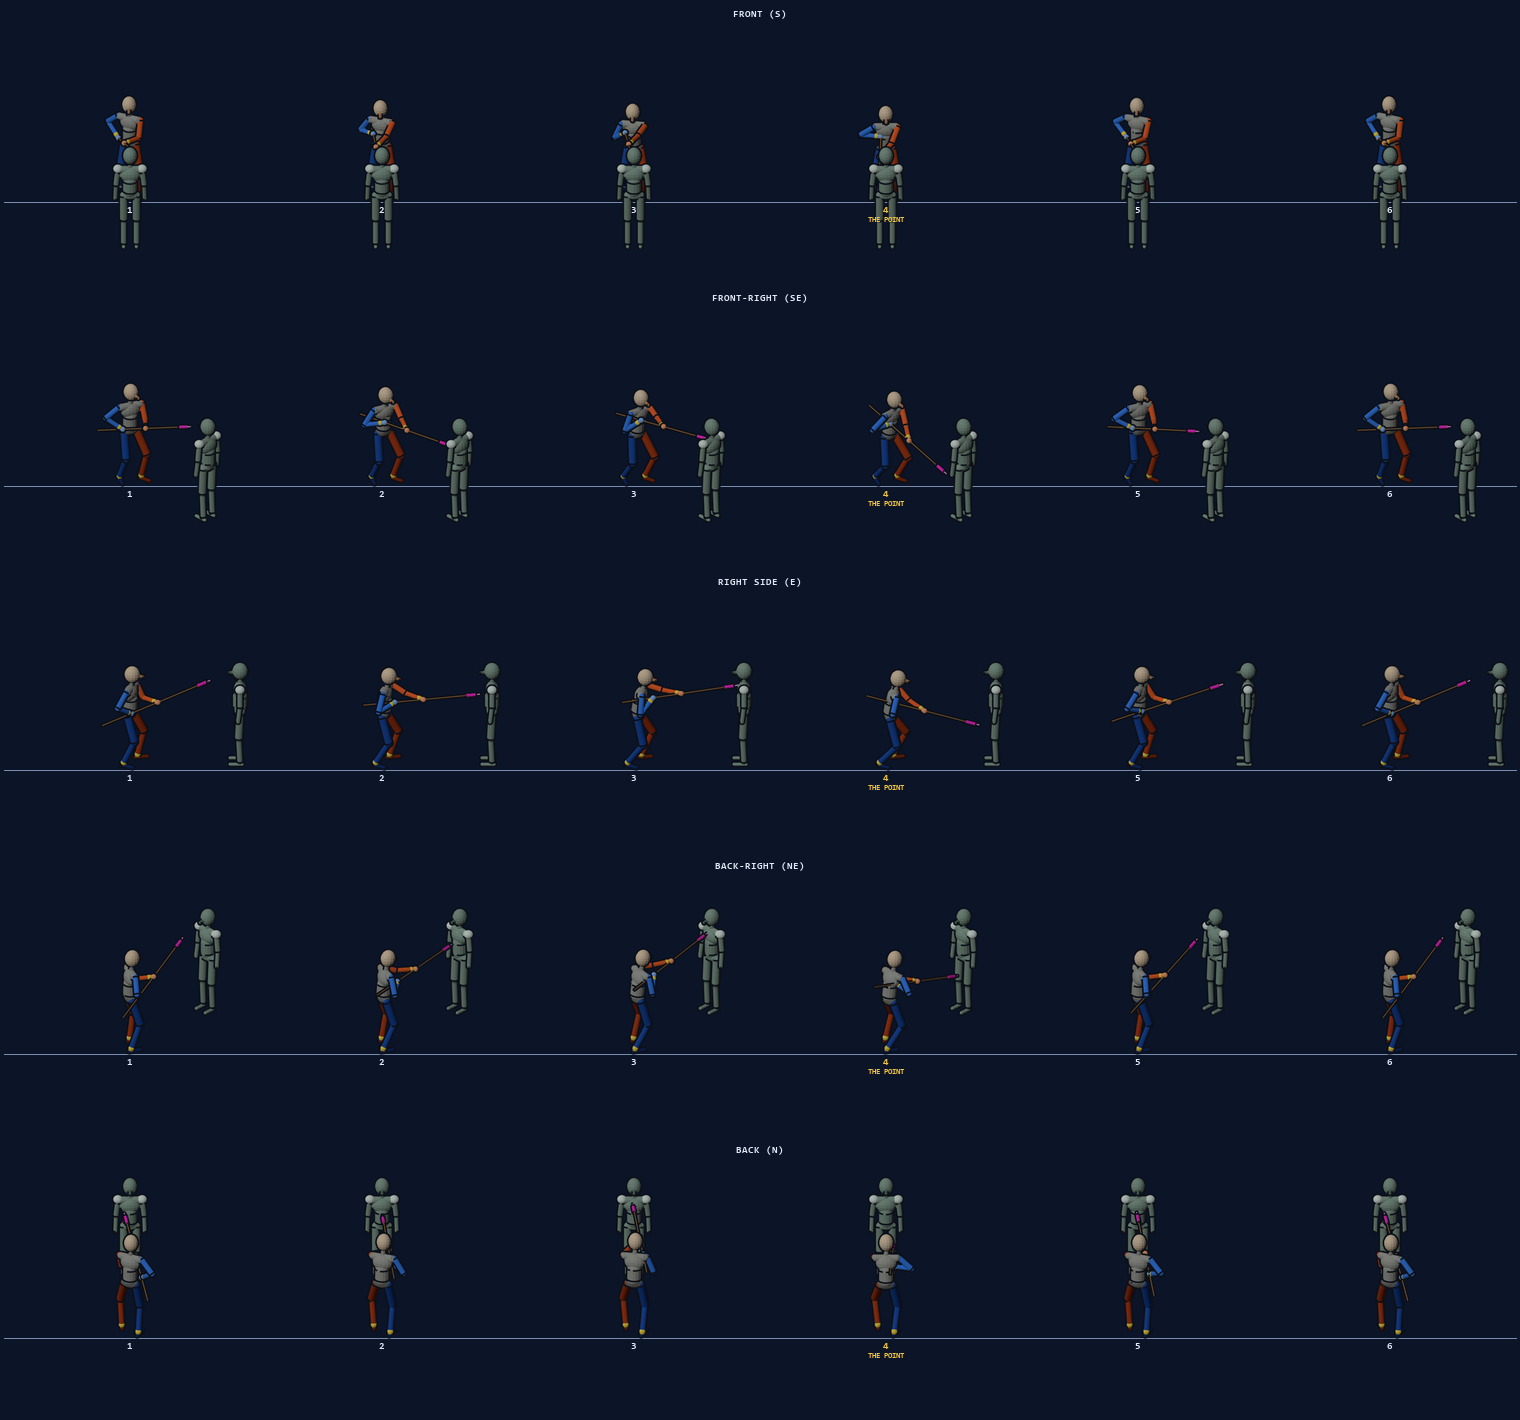 FRONT (S)
1 2 3 4 5 6
THE POINT
FRONT-RIGHT (SE)
1 2 3 4 5 6
THE POINT
RIGHT SIDE (E)
1 2 3 4 5 6
THE POINT
BACK-RIGHT (NE)
1 2 3 4 5 6
THE POINT
BACK (N)
1 2 3 4 5 6
THE POINT